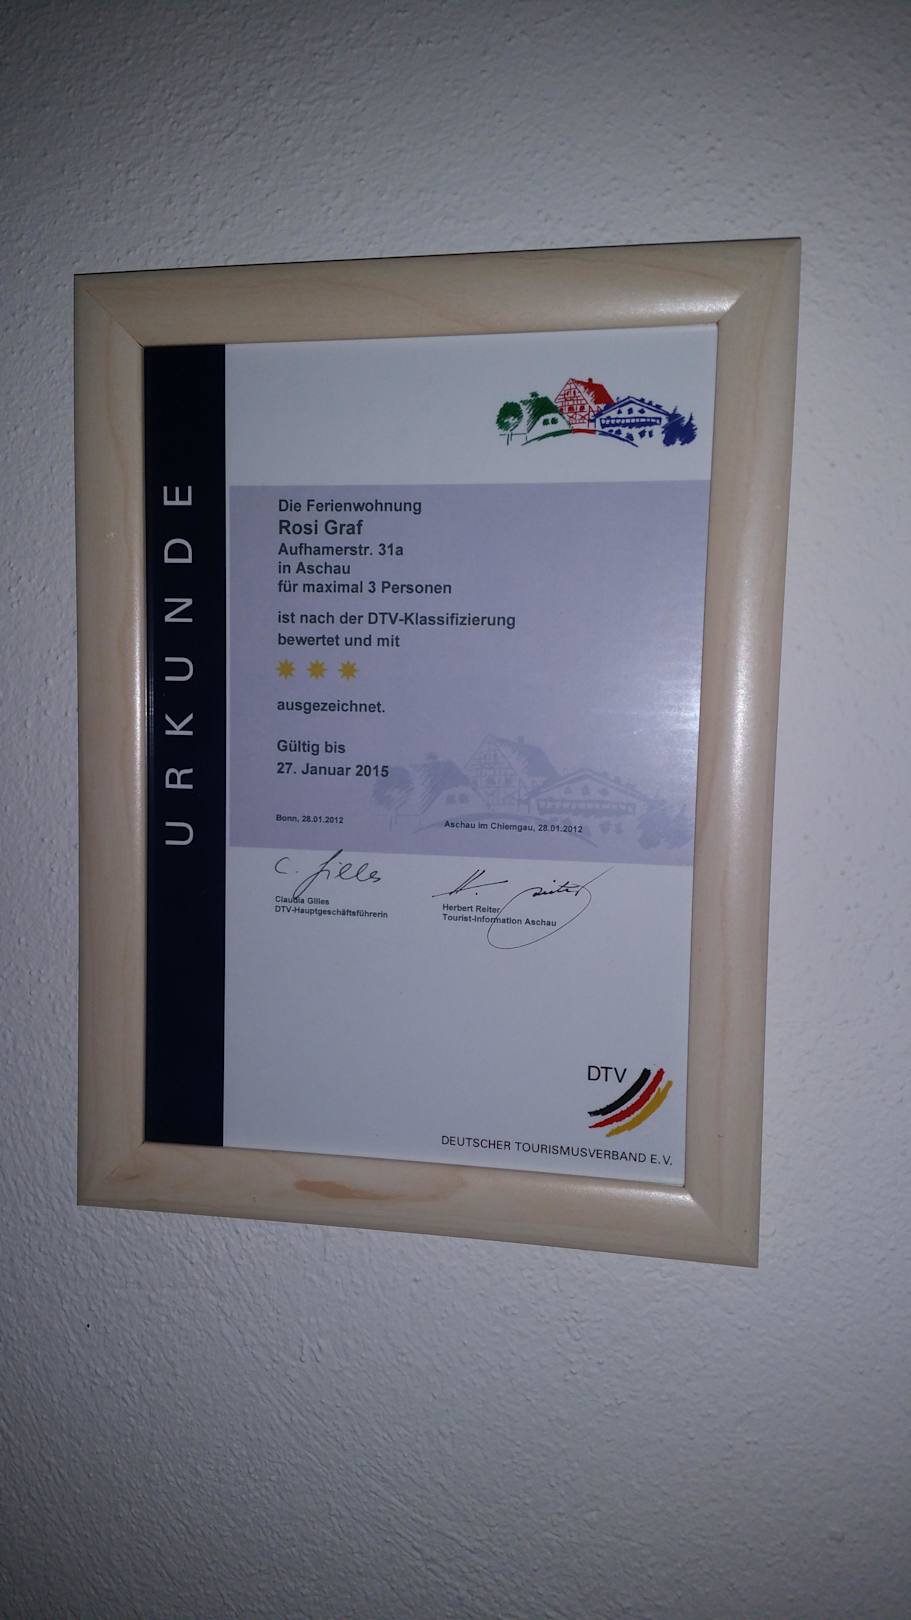 URKUNDE
Die Ferienwohnung
Rosi Graf
Aufhamerstr. 31a
in Aschau
für maximal 3 Personen
ist nach der DTV-Klassifizierung
bewertet und mit
ausgezeichnet.
Gültig bis
27. Januar 2015
Bonn, 28.01.2012
Aschau im Chiemgau, 28.01.2012
C. Gilles
Claudia Gilles
DTV-Hauptgeschäftsführerin
H. Reiter
Herbert Reiter
Tourist-Information Aschau
DTV
DEUTSCHER TOURISMUSVERBAND E.V.